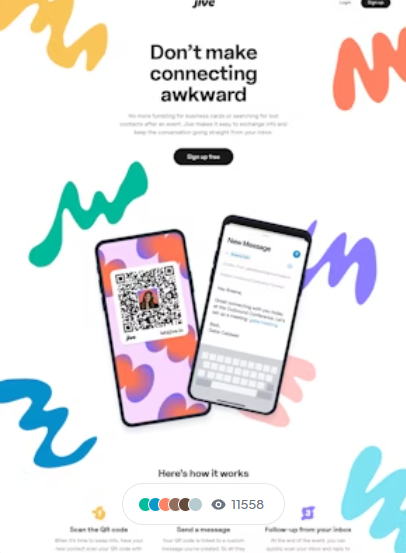 jive
Login
Sign up
Don't make
connecting
awkward
No more fumbling for business cards or searching for lost
contacts after an event. Jive makes it easy to exchange info and
keep the conversation going straight from your inbox.
Sign up free
New Message
Hey Breana,
Great connecting with you today
at the Outbound Conference. Let's
set up a meeting:
Best,
jive
Here's how it works
11558
Scan the QR code
Send a message
Follow-up from your inbox
When it's time to swap info, have your
Your QR code is linked to a custom
At the end of the event, you can
new contact scan your QR code with
message you've created. So all they
quickly scan your inbox and reply to